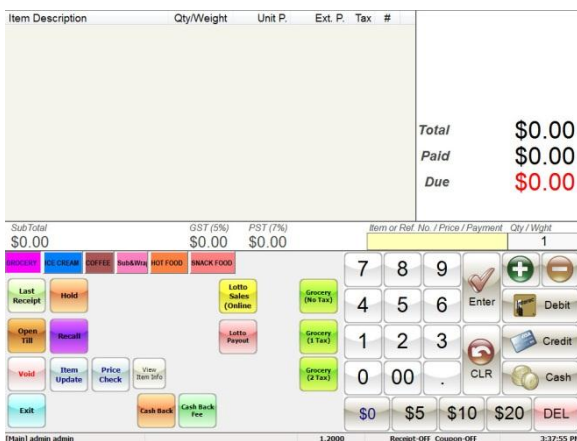 Item Description Qty/Weight Unit P. Ext. P. Tax #
Total $0.00
Paid $0.00
Due $0.00
SubTotal GST (5%) PST (7%) Item or Ref. No. / Price / Payment Qty / Wght
$0.00 $0.00 $0.00 1
GROCERY ICE CREAM COFFEE Sub&Wrap HOT FOOD SNACK FOOD
7 8 9 Enter
Last Receipt
Hold
Lotto Sales (Online
Grocery (No Tax)
4 5 6 Debit
Open Till
Recall
Lotto Payout
Grocery (1 Tax)
1 2 3 CLR Credit
Void
Item Update
Price Check
View Item Info
Grocery (2 Tax)
0 00 . Cash
Exit
Cash Back
Cash Back Fee
$0 $5 $10 $20 DEL
[Main] admin admin 1.2000 Receipt-OFF Coupon-OFF 3:37:55 PM